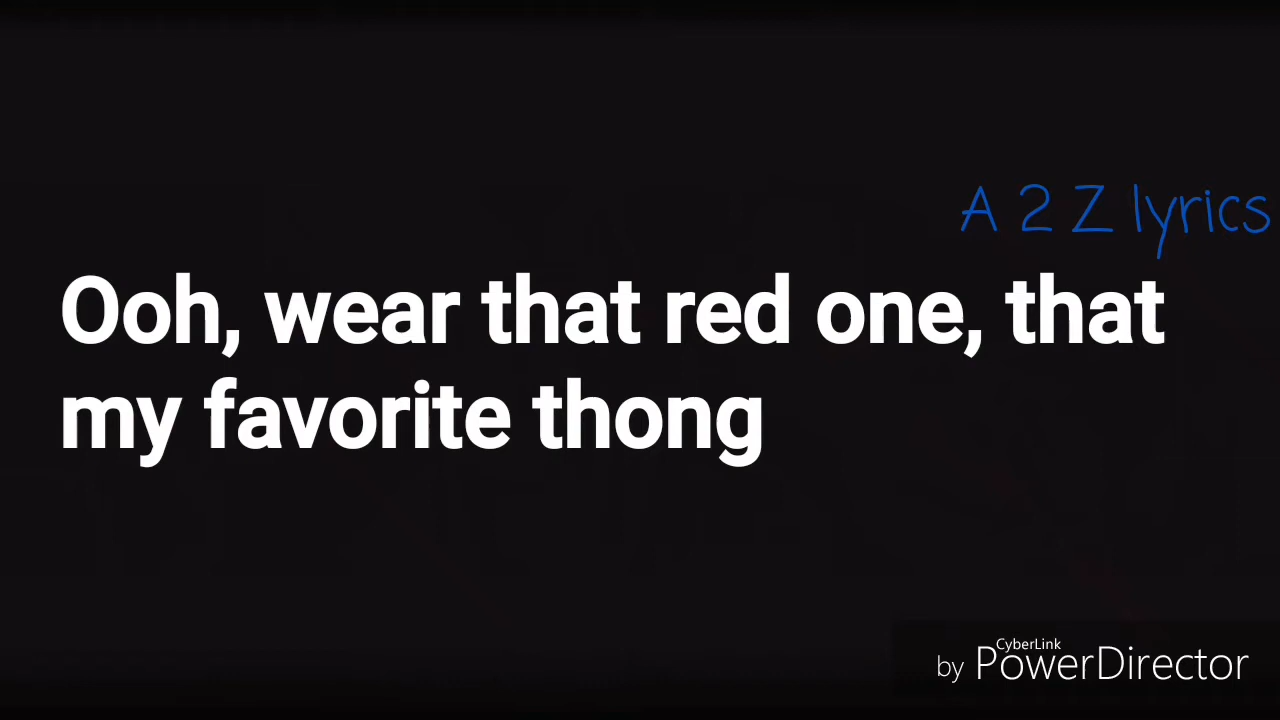 A 2 Z lyrics
Ooh, wear that red one, that
my favorite thong
CyberLink
by PowerDirector